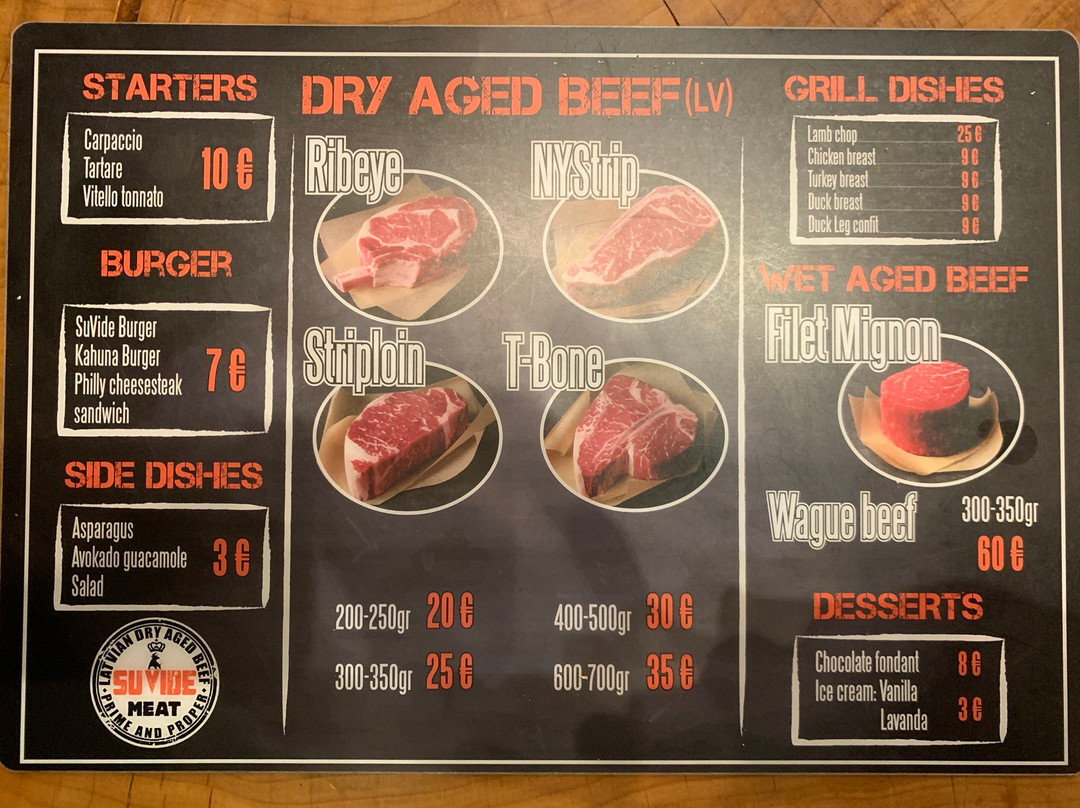 STARTERS
Carpaccio
Tartare
Vitello tonnato
10 €
BURGER
SuVide Burger
Kahuna Burger
Philly cheesesteak
sandwich
7 €
SIDE DISHES
Asparagus
Avokado guacamole
Salad
3 €
LATVIAN DRY AGED BEEF
SUVIDE
MEAT
PRIME AND PROPER
DRY AGED BEEF (LV)
Ribeye
NYStrip
Striploin
T-Bone
200-250gr 20 €
400-500gr 30 €
300-350gr 25 €
600-700gr 35 €
GRILL DISHES
Lamb chop 25 €
Chicken breast 9 €
Turkey breast 9 €
Duck breast 9 €
Duck Leg confit 9 €
WET AGED BEEF
Filet Mignon
Wague beef 300-350gr
60 €
DESSERTS
Chocolate fondant 8 €
Ice cream: Vanilla
Lavanda 3 €